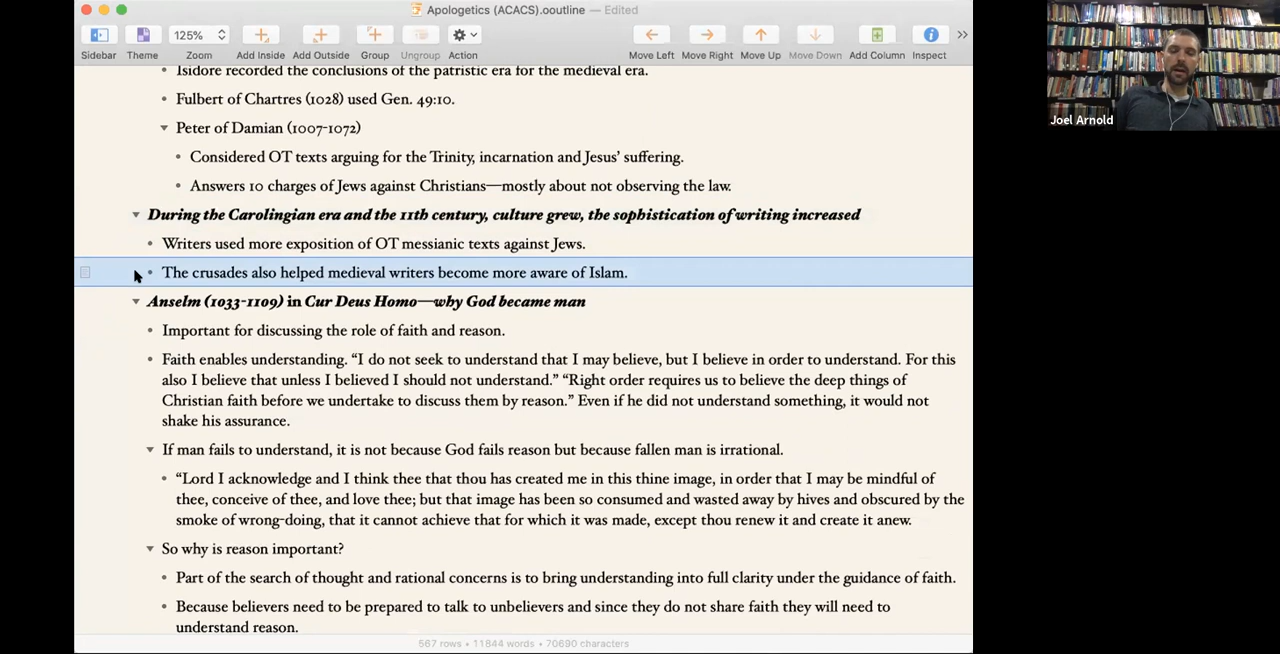 Apologetics (ACACS).ooutline — Edited
125%
Sidebar Theme Zoom Add Inside Add Outside Group Ungroup Action Move Left Move Right Move Up Move Down Add Column Inspect
Isidore recorded the conclusions of the patristic era for the medieval era.
Fulbert of Chartres (1028) used Gen. 49:10.
Peter of Damian (1007-1072)
Considered OT texts arguing for the Trinity, incarnation and Jesus’ suffering.
Answers 10 charges of Jews against Christians—mostly about not observing the law.
During the Carolingian era and the 11th century, culture grew, the sophistication of writing increased
Writers used more exposition of OT messianic texts against Jews.
The crusades also helped medieval writers become more aware of Islam.
Anselm (1033-1109) in Cur Deus Homo—why God became man
Important for discussing the role of faith and reason.
Faith enables understanding. “I do not seek to understand that I may believe, but I believe in order to understand. For this
also I believe that unless I believed I should not understand.” “Right order requires us to believe the deep things of
Christian faith before we undertake to discuss them by reason.” Even if he did not understand something, it would not
shake his assurance.
If man fails to understand, it is not because God fails reason but because fallen man is irrational.
“Lord I acknowledge and I think thee that thou has created me in this thine image, in order that I may be mindful of
thee, conceive of thee, and love thee; but that image has been so consumed and wasted away by hives and obscured by the
smoke of wrong-doing, that it cannot achieve that for which it was made, except thou renew it and create it anew.
So why is reason important?
Part of the search of thought and rational concerns is to bring understanding into full clarity under the guidance of faith.
Because believers need to be prepared to talk to unbelievers and since they do not share faith they will need to
understand reason.
567 rows • 11844 words • 70690 characters
Joel Arnold